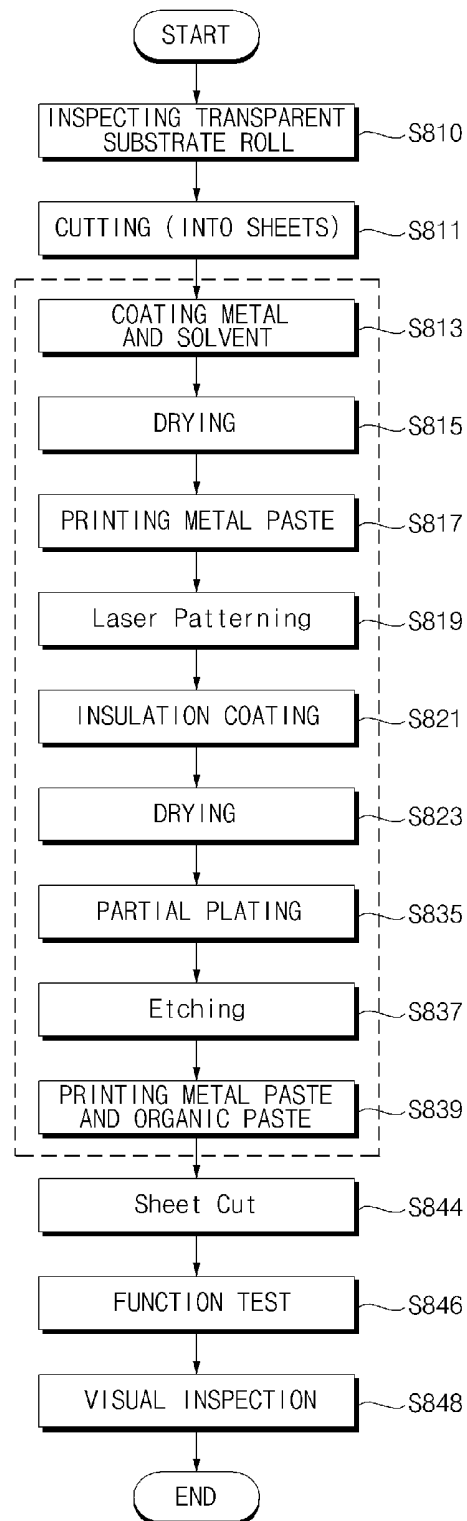 START
INSPECTING TRANSPARENT
SUBSTRATE ROLL
S810
CUTTING (INTO SHEETS)
S811
COATING METAL
AND SOLVENT
S813
DRYING
S815
PRINTING METAL PASTE
S817
Laser Patterning
S819
INSULATION COATING
S821
DRYING
S823
PARTIAL PLATING
S835
Etching
S837
PRINTING METAL PASTE
AND ORGANIC PASTE
S839
Sheet Cut
S844
FUNCTION TEST
S846
VISUAL INSPECTION
S848
END